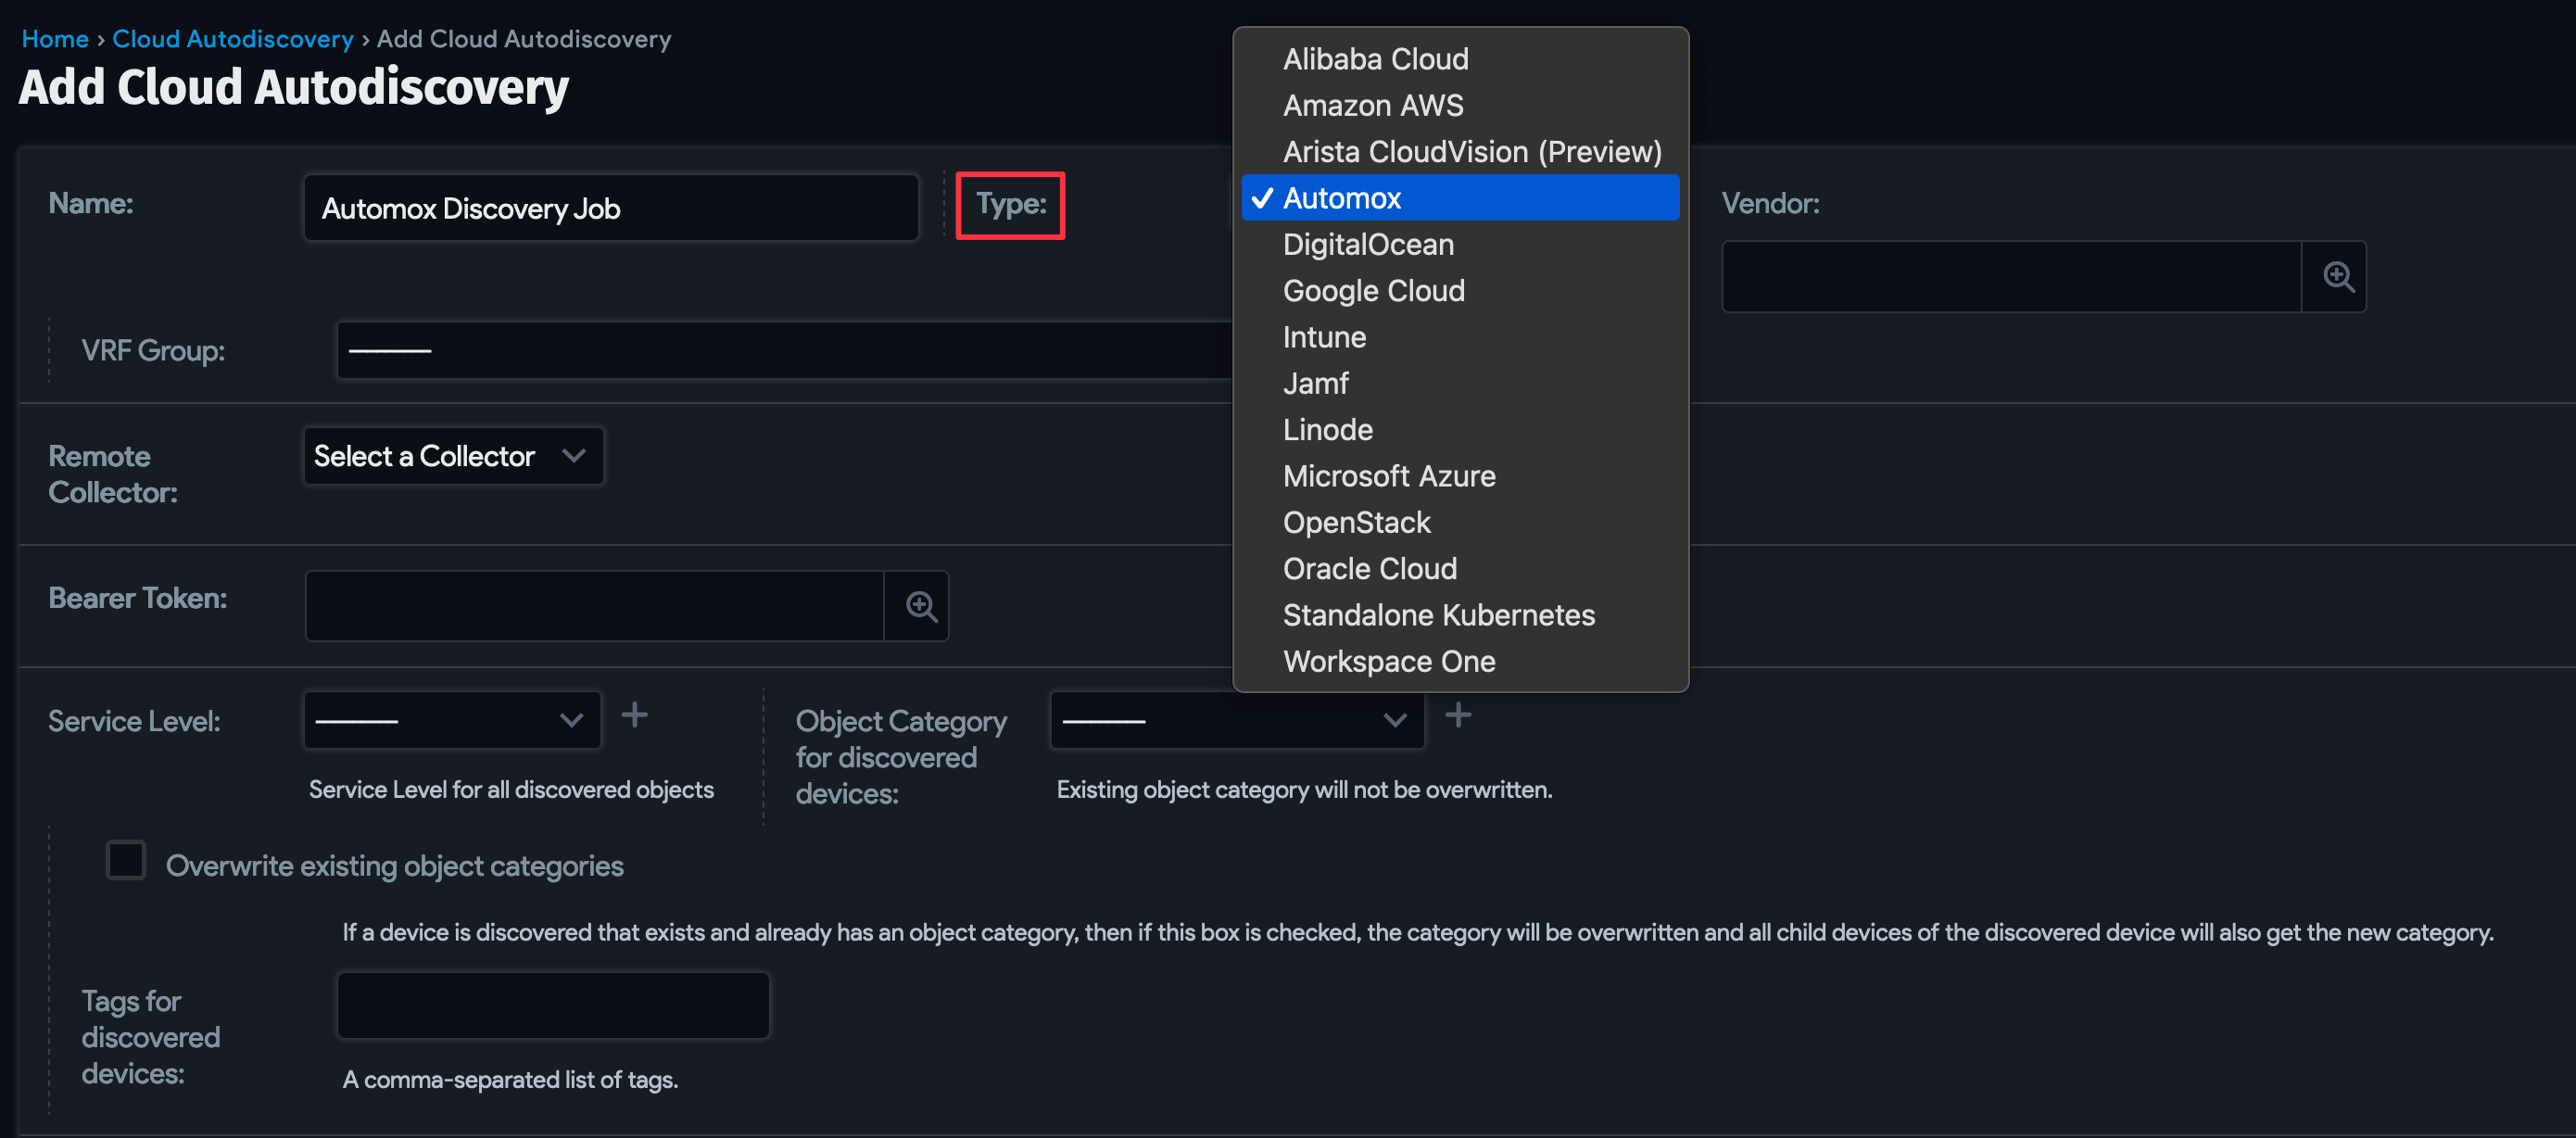 Home › Cloud Autodiscovery › Add Cloud Autodiscovery
Add Cloud Autodiscovery
Name:
Automox Discovery Job
Type:
Alibaba Cloud
Amazon AWS
Arista CloudVision (Preview)
✓ Automox
DigitalOcean
Google Cloud
Intune
Jamf
Linode
Microsoft Azure
OpenStack
Oracle Cloud
Standalone Kubernetes
Workspace One
Vendor:
VRF Group:
---------
Remote
Collector:
Select a Collector
Bearer Token:
Service Level:
---------
Service Level for all discovered objects
Object Category
for discovered
devices:
---------
Existing object category will not be overwritten.
Overwrite existing object categories
If a device is discovered that exists and already has an object category, then if this box is checked, the category will be overwritten and all child devices of the discovered device will also get the new category.
Tags for
discovered
devices:
A comma-separated list of tags.